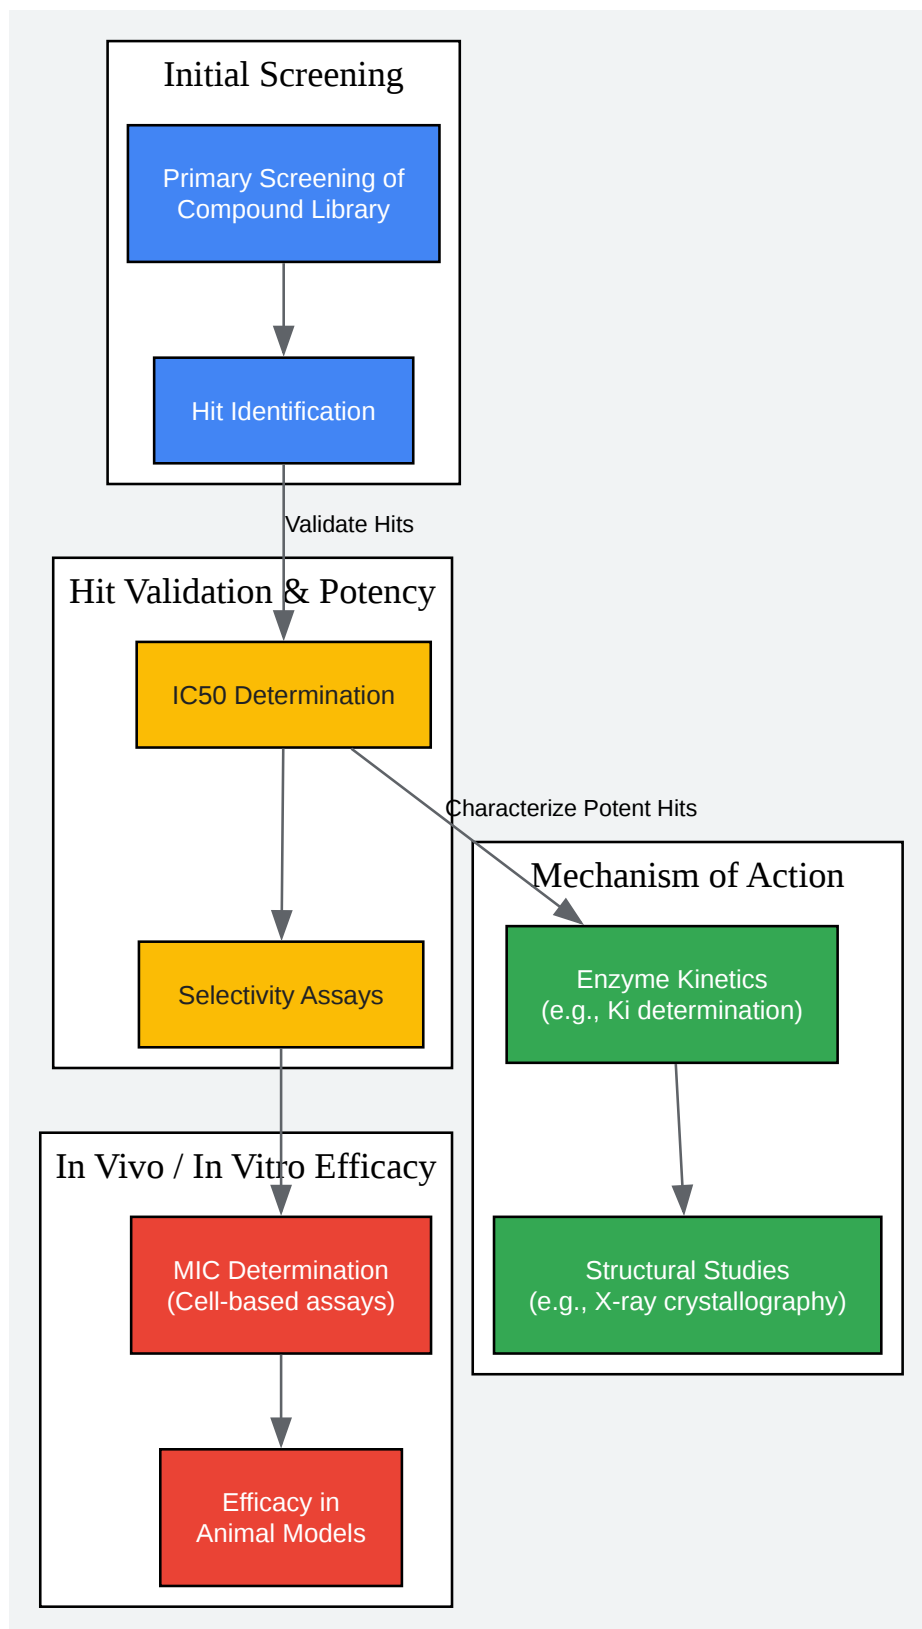 Initial Screening
Primary Screening of
Compound Library
Hit Identification
Validate Hits
Hit Validation & Potency
IC50 Determination
Characterize Potent Hits
Selectivity Assays
Mechanism of Action
Enzyme Kinetics
(e.g., Ki determination)
Structural Studies
(e.g., X-ray crystallography)
In Vivo / In Vitro Efficacy
MIC Determination
(Cell-based assays)
Efficacy in
Animal Models